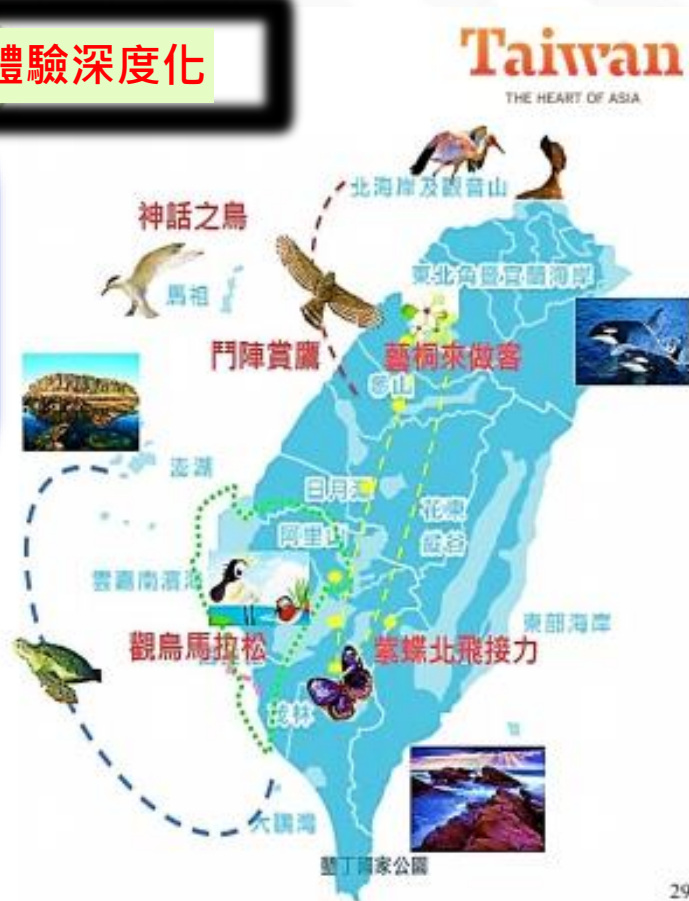 體驗深度化
Taiwan
THE HEART OF ASIA
北海岸及觀音山
神話之鳥
馬祖
東北角暨宜蘭海岸
鬥陣賞鷹
藝桐來做客
參山
澎湖
日月潭
花東
縱谷
阿里山
雲嘉南濱海
東部海岸
觀鳥馬拉松
紫蝶北飛接力
茂林
大鵬灣
墾丁國家公園
29